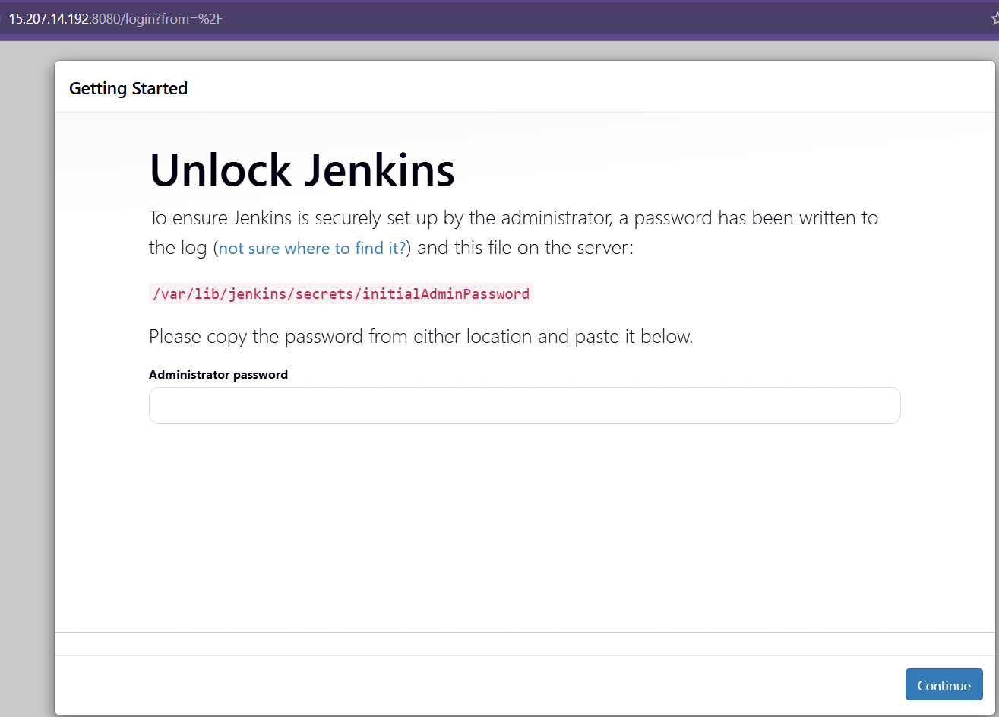 15.207.14.192:8080/login?from=%2F
Getting Started
Unlock Jenkins
To ensure Jenkins is securely set up by the administrator, a password has been written to
the log (not sure where to find it?) and this file on the server:
/var/lib/jenkins/secrets/initialAdminPassword
Please copy the password from either location and paste it below.
Administrator password
Continue